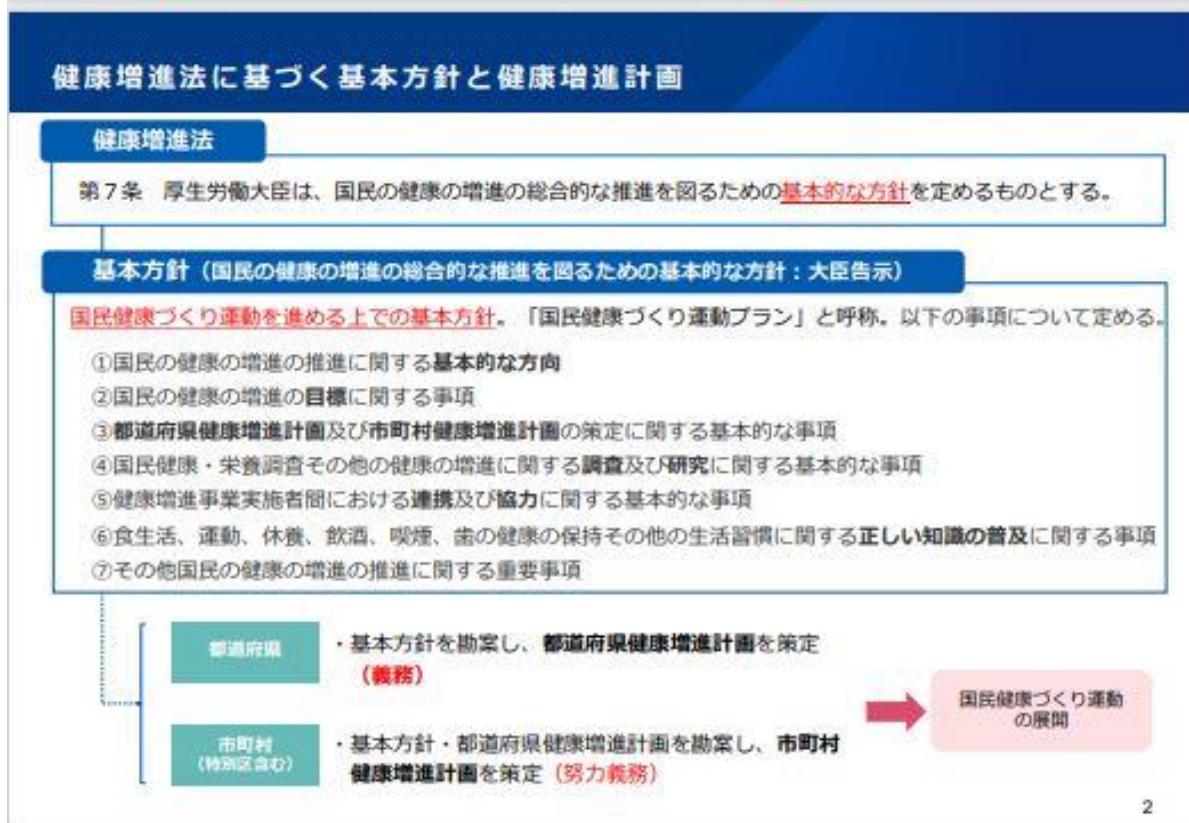 健康増進法に基づく基本方針と健康増進計画
健康増進法
第7条　厚生労働大臣は、国民の健康の増進の総合的な推進を図るための基本的な方針を定めるものとする。
基本方針（国民の健康の増進の総合的な推進を図るための基本的な方針：大臣告示）
国民健康づくり運動を進める上での基本方針。「国民健康づくり運動プラン」と呼称。以下の事項について定める。
①国民の健康の増進の推進に関する基本的な方向
②国民の健康の増進の目標に関する事項
③都道府県健康増進計画及び市町村健康増進計画の策定に関する基本的な事項
④国民健康・栄養調査その他の健康の増進に関する調査及び研究に関する基本的な事項
⑤健康増進事業実施者間における連携及び協力に関する基本的な事項
⑥食生活、運動、休養、飲酒、喫煙、歯の健康の保持その他の生活習慣に関する正しい知識の普及に関する事項
⑦その他国民の健康の増進の推進に関する重要事項
都道府県
・基本方針を勘案し、都道府県健康増進計画を策定
（義務）
市町村
（特別区含む）
・基本方針・都道府県健康増進計画を勘案し、市町村
健康増進計画を策定（努力義務）
国民健康づくり運動
の展開
2